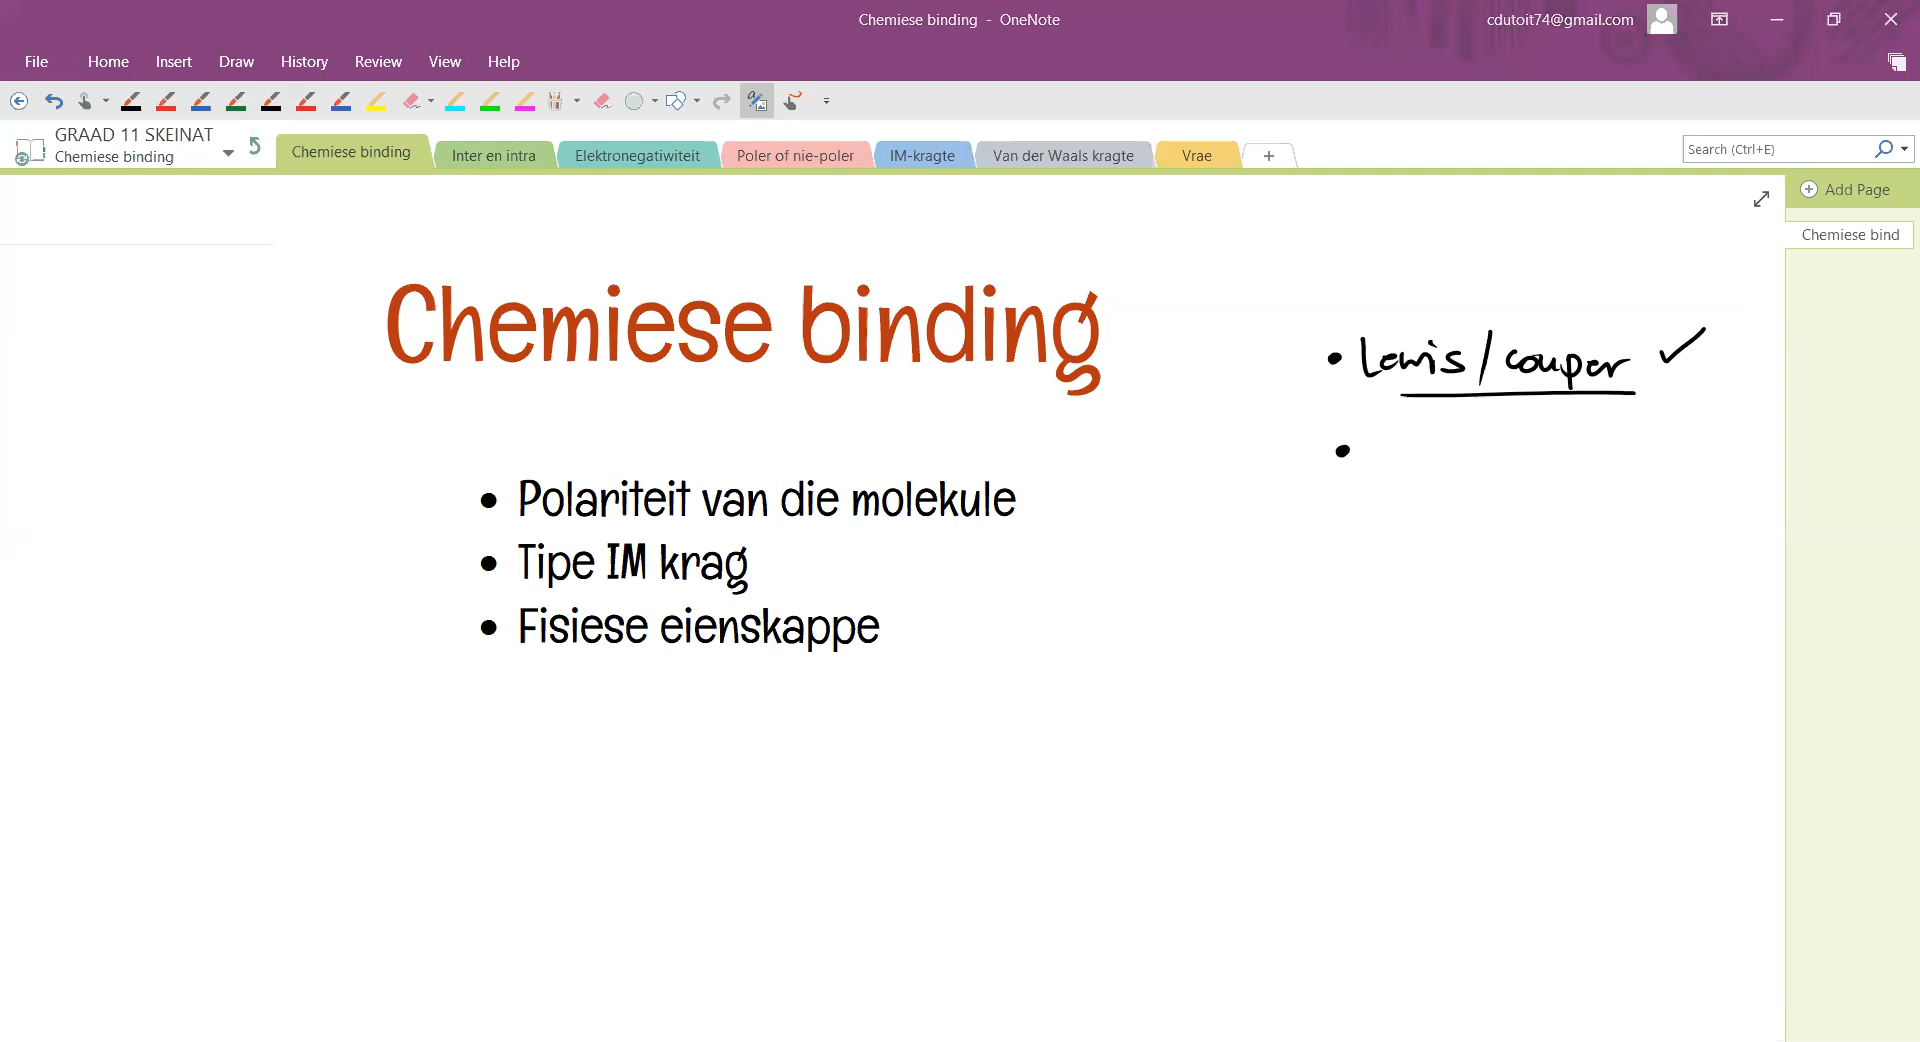 Chemiese binding - OneNote
cdutoit74@gmail.com
File Home Insert Draw History Review View Help
GRAAD 11 SKEINAT
Chemiese binding
Chemiese binding Inter en intra Elektronegatiwiteit Poler of nie-poler IM-kragte Van der Waals kragte Vrae
Search (Ctrl+E)
Add Page
Chemiese bind
Chemiese binding
• Lewis / couper ✓
•
• Polariteit van die molekule
• Tipe IM krag
• Fisiese eienskappe